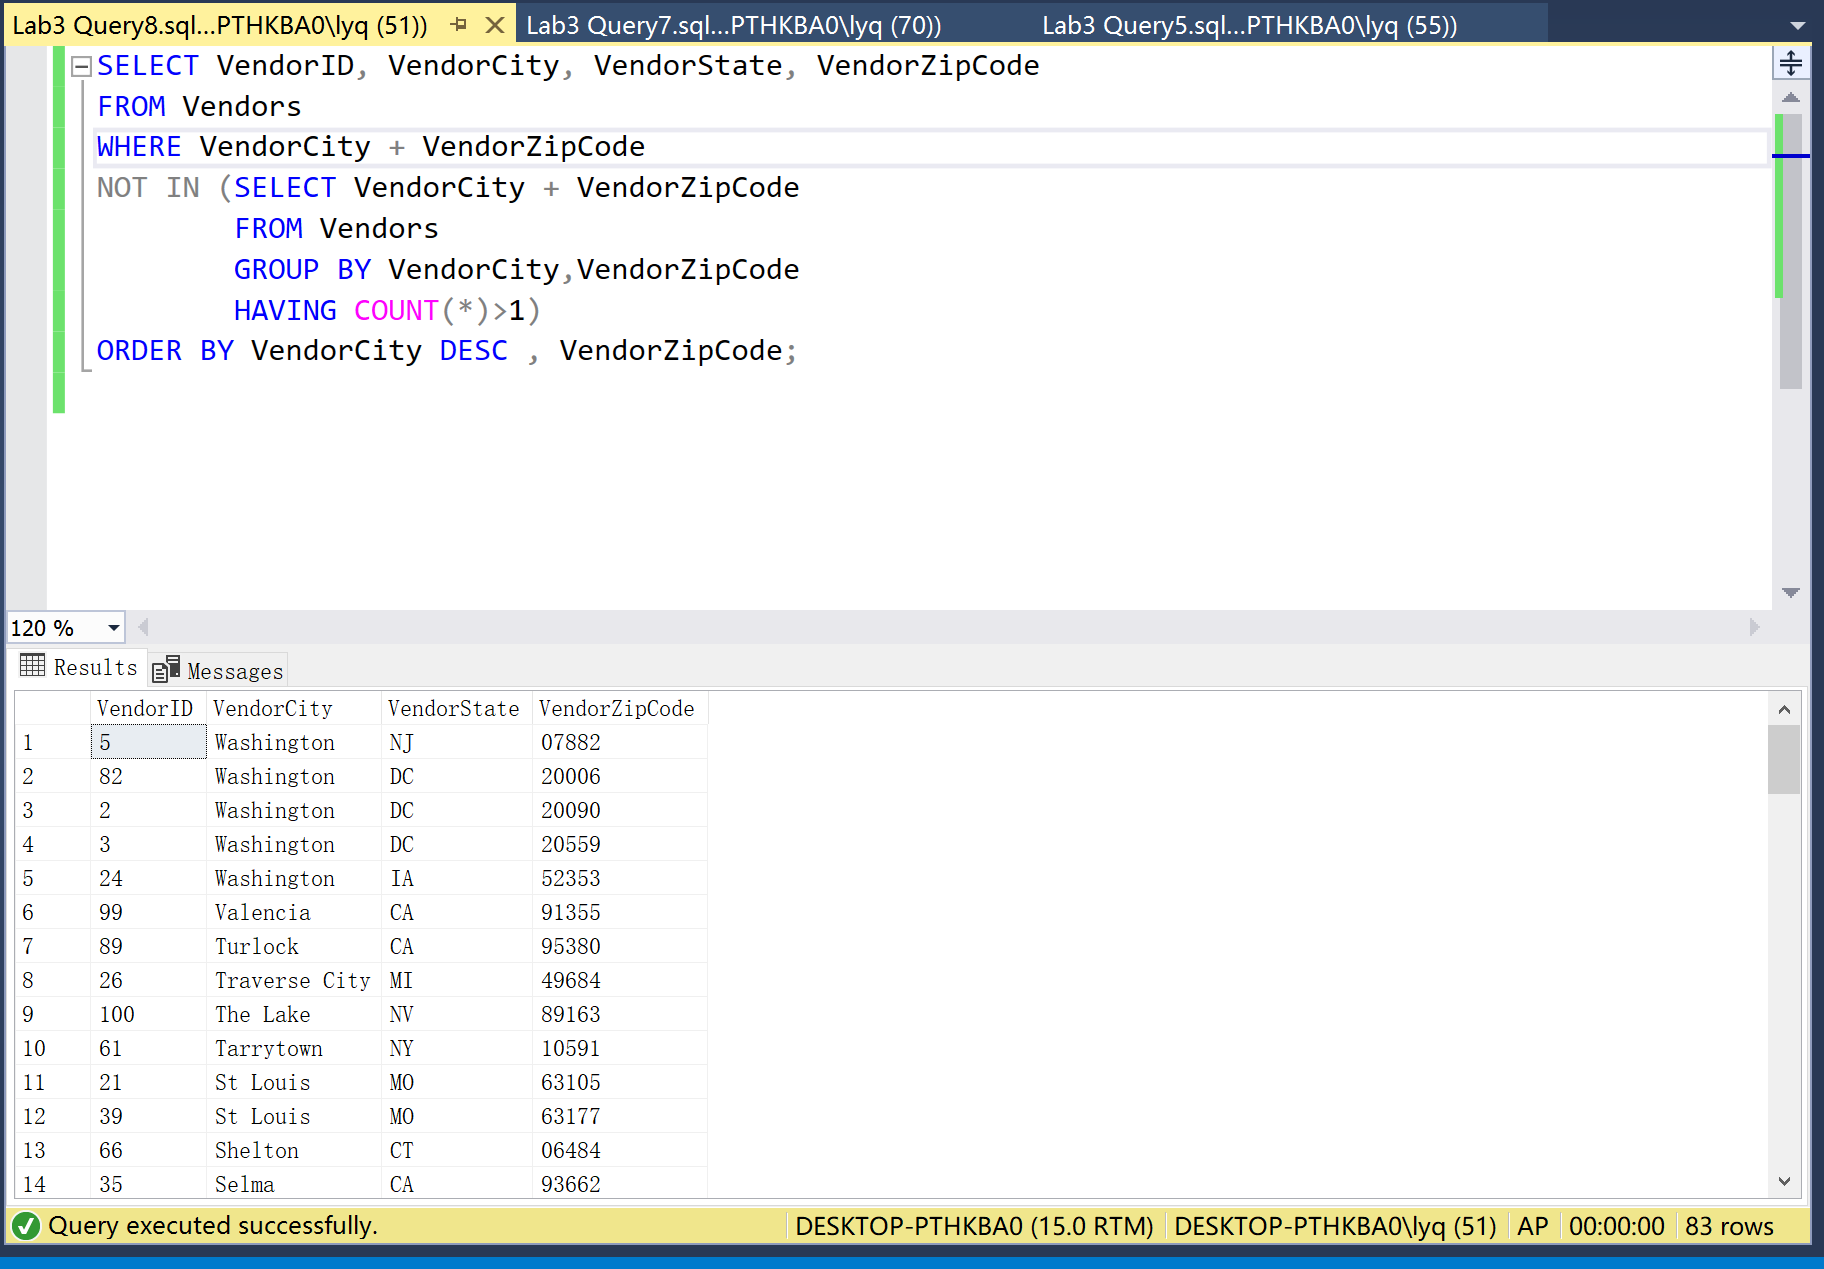 Lab3 Query8.sql...PTHKBA0\lyq (51)) Lab3 Query7.sql...PTHKBA0\lyq (70)) Lab3 Query5.sql...PTHKBA0\lyq (55))
SELECT VendorID, VendorCity, VendorState, VendorZipCode
FROM Vendors
WHERE VendorCity + VendorZipCode
NOT IN (SELECT VendorCity + VendorZipCode
FROM Vendors
GROUP BY VendorCity,VendorZipCode
HAVING COUNT(*)>1)
ORDER BY VendorCity DESC , VendorZipCode;
120 %
Results Messages
VendorID VendorCity VendorState VendorZipCode
1 5 Washington NJ 07882
2 82 Washington DC 20006
3 2 Washington DC 20090
4 3 Washington DC 20559
5 24 Washington IA 52353
6 99 Valencia CA 91355
7 89 Turlock CA 95380
8 26 Traverse City MI 49684
9 100 The Lake NV 89163
10 61 Tarrytown NY 10591
11 21 St Louis MO 63105
12 39 St Louis MO 63177
13 66 Shelton CT 06484
14 35 Selma CA 93662
Query executed successfully. DESKTOP-PTHKBA0 (15.0 RTM) DESKTOP-PTHKBA0\lyq (51) AP 00:00:00 83 rows